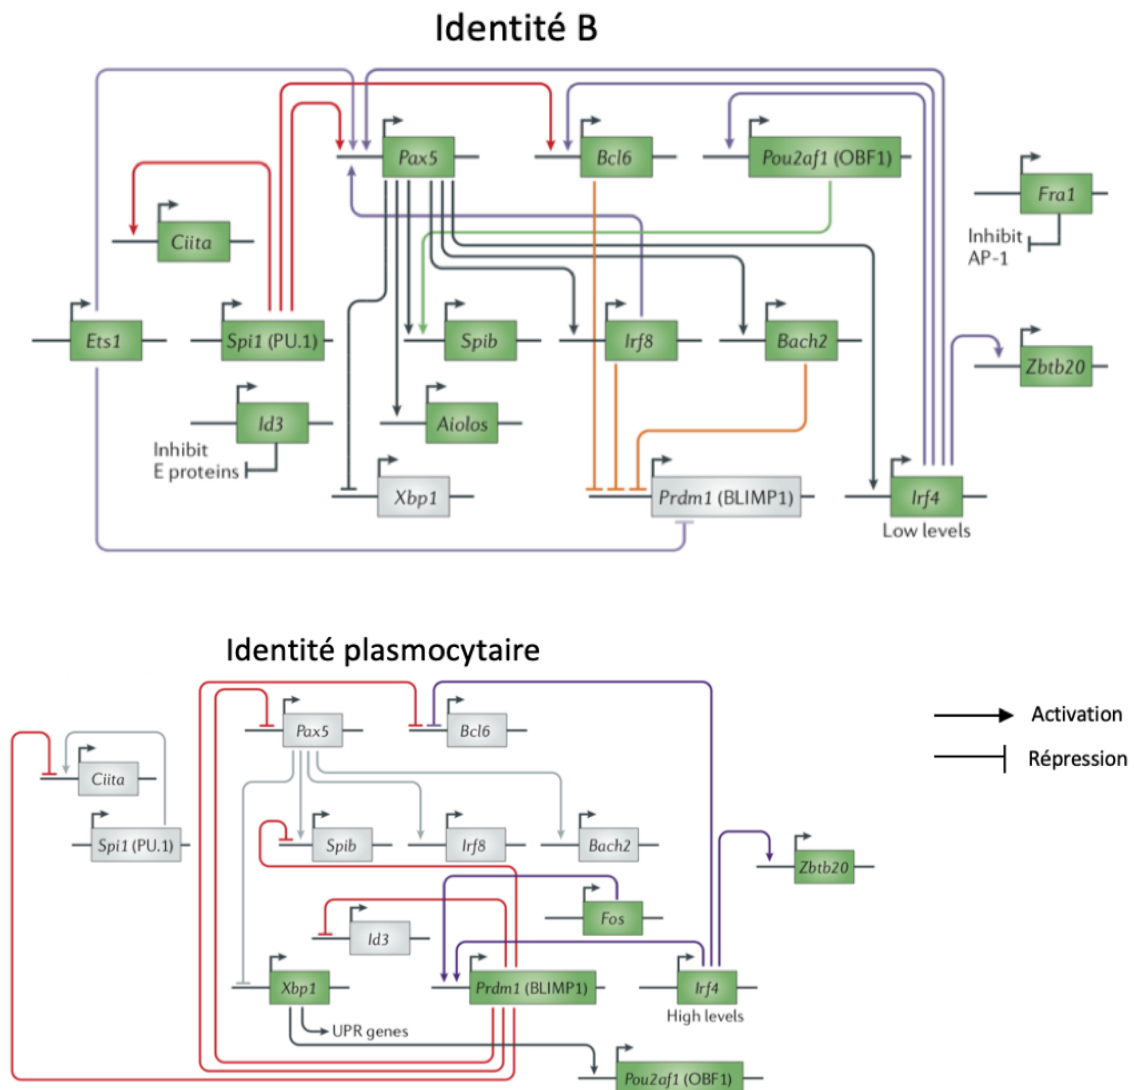 Identité B
Pax5
Bcl6
Pou2af1 (OBF1)
Fra1
Inhibit
AP-1
Ciita
Ets1
Spi1 (PU.1)
Spib
Irf8
Bach2
Zbtb20
Id3
Inhibit
E proteins
Aiolos
Xbp1
Prdm1 (BLIMP1)
Irf4
Low levels
Identité plasmocytaire
Pax5
Bcl6
Activation
Répression
Ciita
Spi1 (PU.1)
Spib
Irf8
Bach2
Zbtb20
Fos
Id3
Xbp1
Prdm1 (BLIMP1)
Irf4
High levels
UPR genes
Pou2af1 (OBF1)